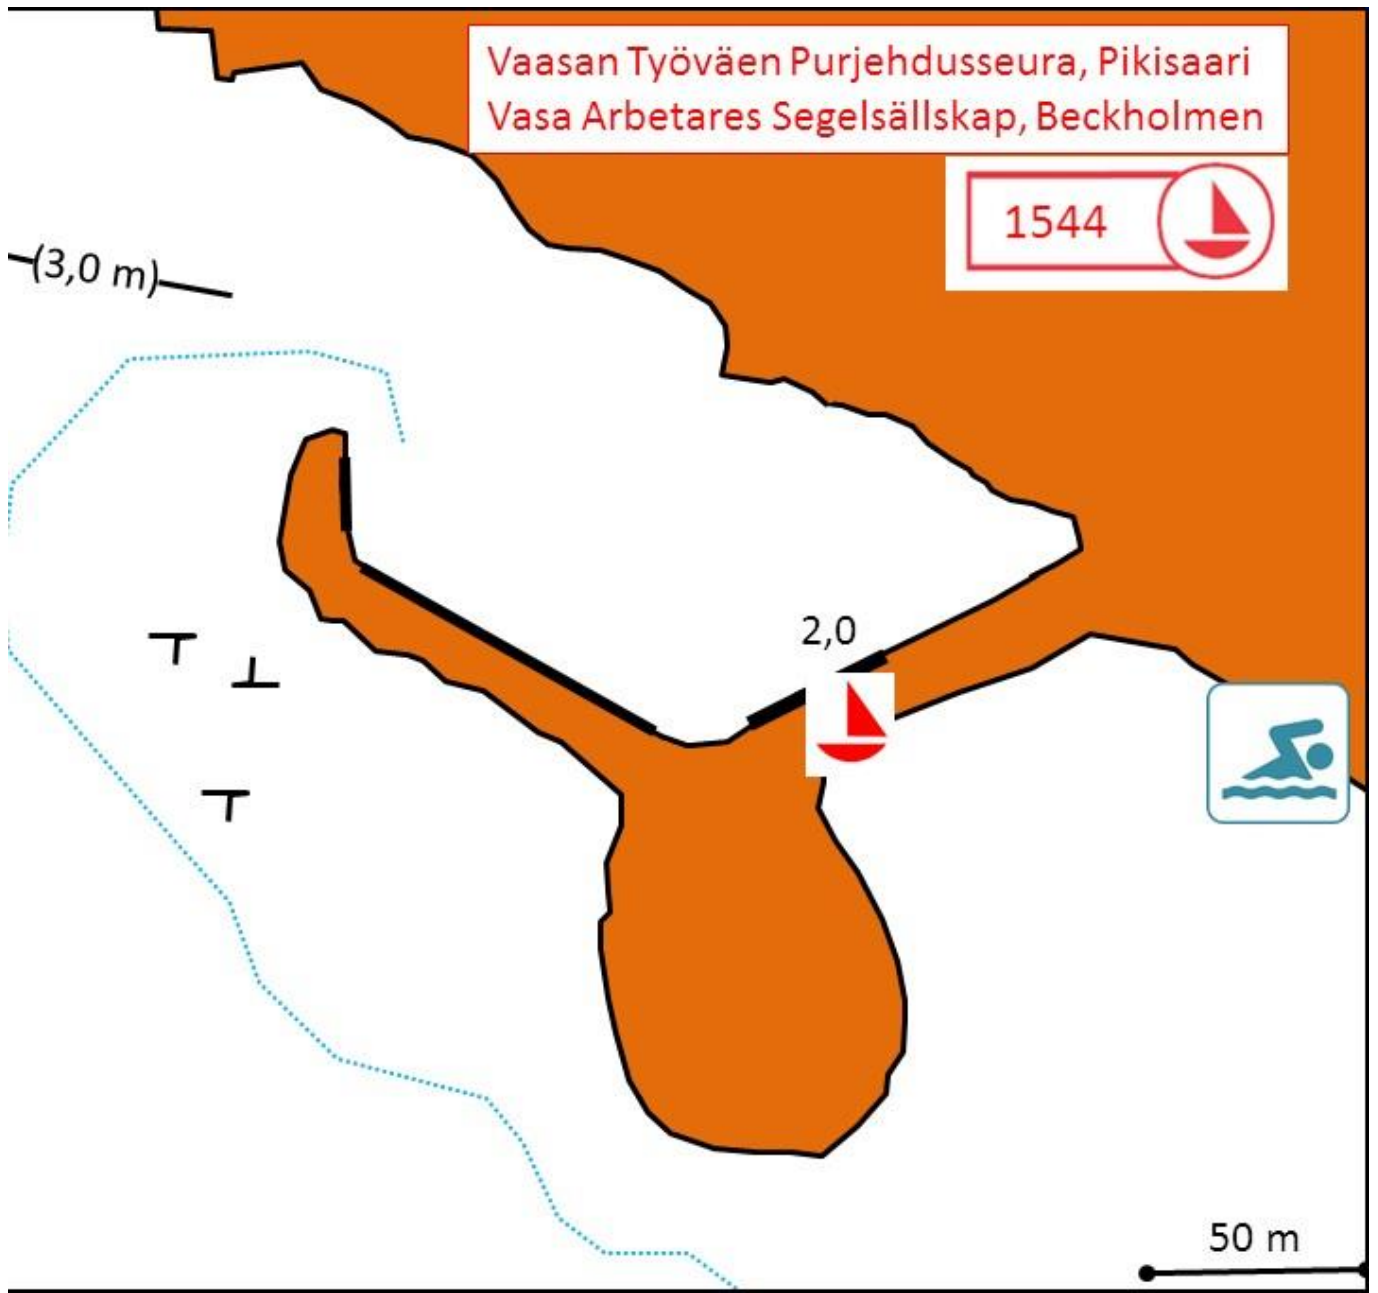 Vaasan Työväen Purjehdusseura, Pikisaari
Vasa Arbetares Segelsällskap, Beckholmen
1544
(3,0 m)
2,0
50 m